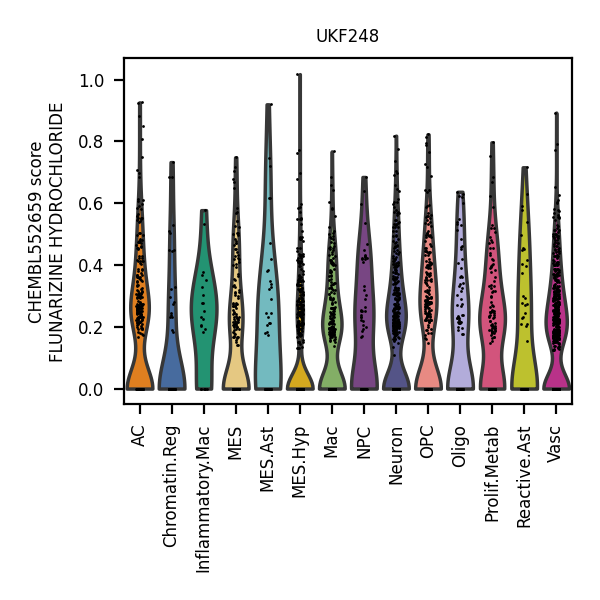 UKF248
CHEMBL552659 score
FLUNARIZINE HYDROCHLORIDE
1.0
0.8
0.6
0.4
0.2
0.0
AC
Chromatin.Reg
Inflammatory.Mac
MES
MES.Ast
MES.Hyp
Mac
NPC
Neuron
OPC
Oligo
Prolif.Metab
Reactive.Ast
Vasc